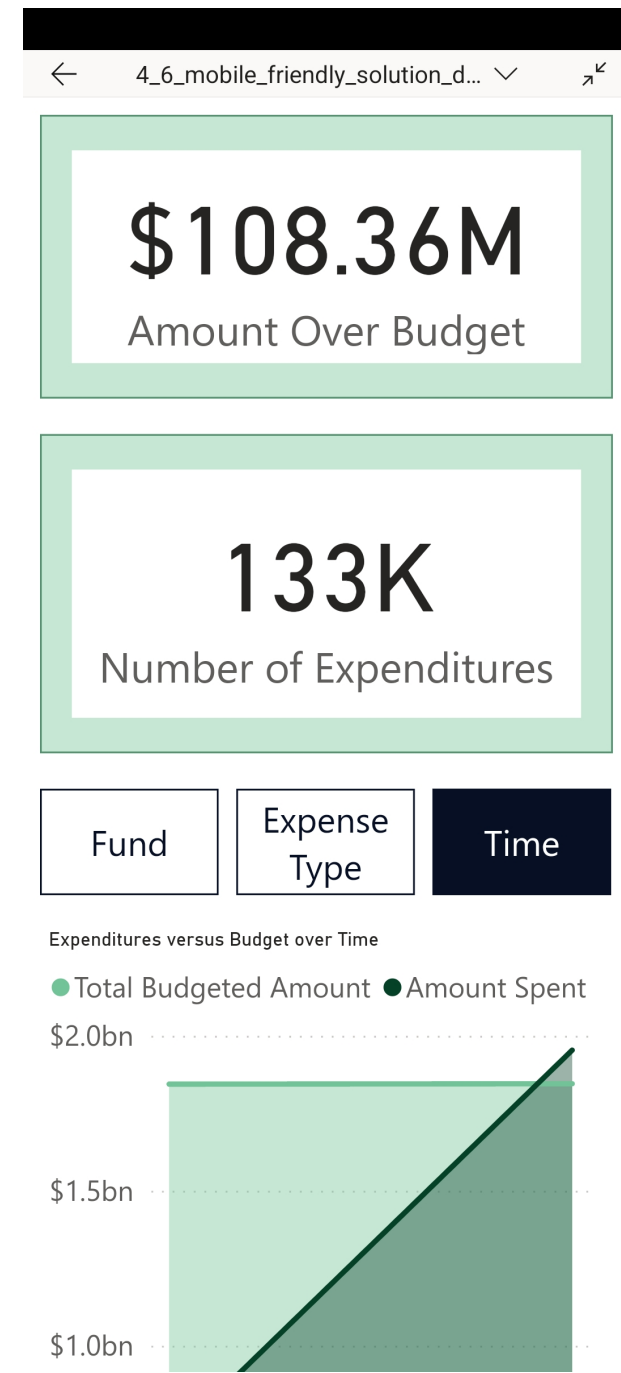 4_6_mobile_friendly_solution_d...
$108.36M
Amount Over Budget
133K
Number of Expenditures
Fund
Expense
Type
Time
Expenditures versus Budget over Time
Total Budgeted Amount Amount Spent
$2.0bn
$1.5bn
$1.0bn